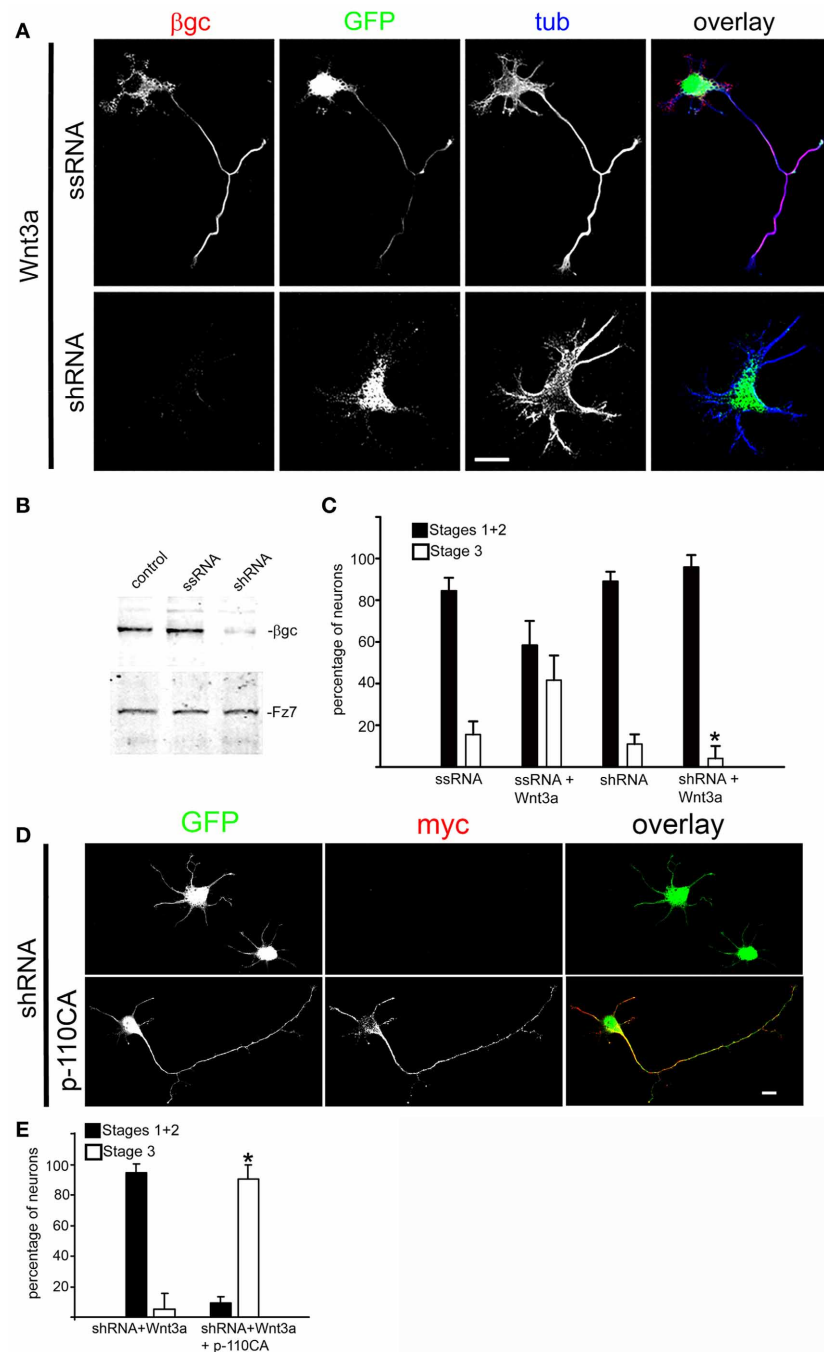 A
βgc GFP tub overlay
Wnt3a
ssRNA
shRNA
B
control ssRNA shRNA
-βgc
-Fz7
C
Stages 1+2
Stage 3
percentage of neurons
100
80
60
40
20
*
ssRNA ssRNA + Wnt3a shRNA shRNA + Wnt3a
D
GFP myc overlay
shRNA
p-110CA
E
Stages 1+2
Stage 3
percentage of neurons
100
80
60
40
20
*
shRNA+Wnt3a shRNA+Wnt3a
+ p-110CA